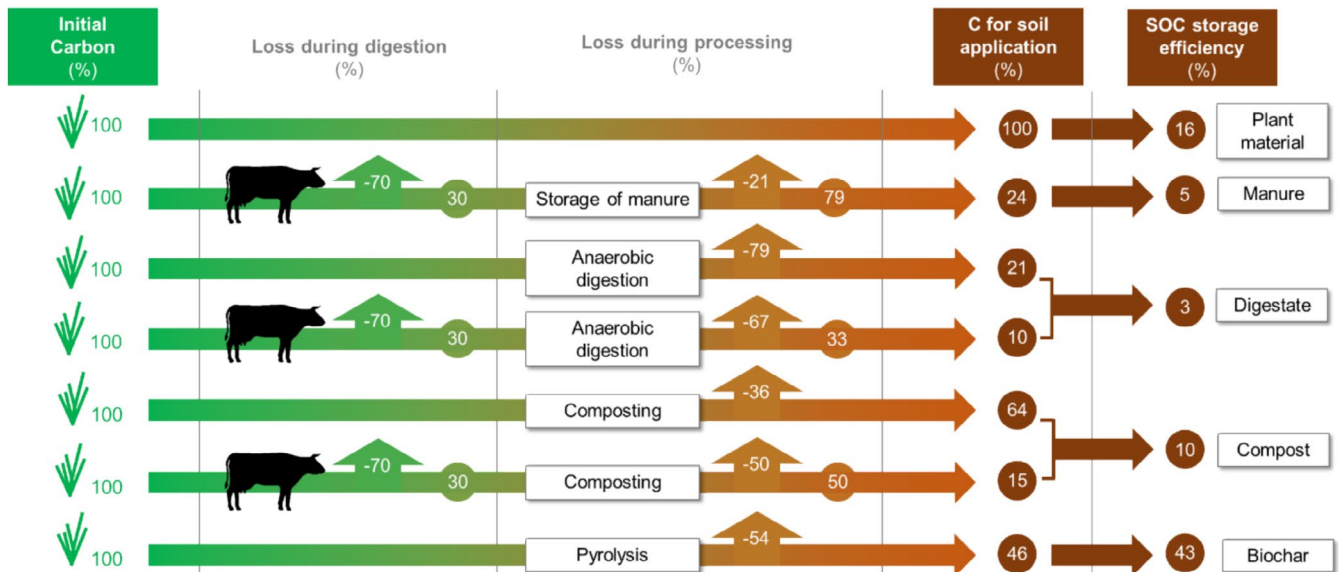 Initial
Carbon
(%)
Loss during digestion
(%)
Loss during processing
(%)
C for soil
application
(%)
SOC storage
efficiency
(%)
100
100
16
Plant
material
100
-70
30
Storage of manure
-21
79
24
5
Manure
100
Anaerobic
digestion
-79
21
100
-70
30
Anaerobic
digestion
-67
33
10
3
Digestate
100
Composting
-36
64
100
-70
30
Composting
-50
50
15
10
Compost
100
Pyrolysis
-54
46
43
Biochar